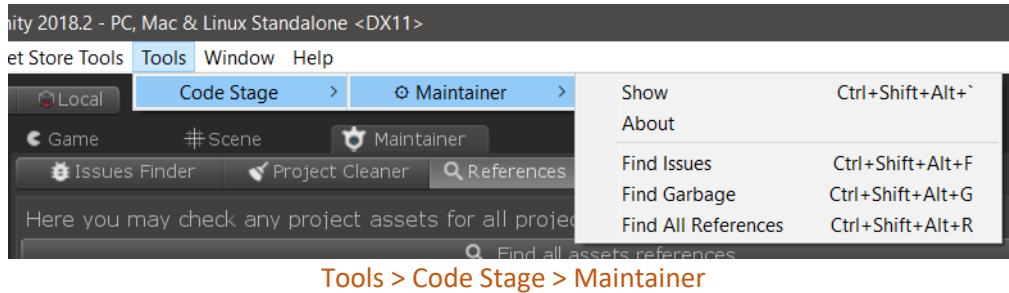 ity 2018.2 - PC, Mac & Linux Standalone <DX11>
et Store Tools Tools Window Help
Local Code Stage > Maintainer > Show Ctrl+Shift+Alt+`
About
Game Scene Maintainer
Issues Finder Project Cleaner References Find Issues Ctrl+Shift+Alt+F
Find Garbage Ctrl+Shift+Alt+G
Here you may check any project assets for all projec Find All References Ctrl+Shift+Alt+R
Find all assets references
Tools > Code Stage > Maintainer